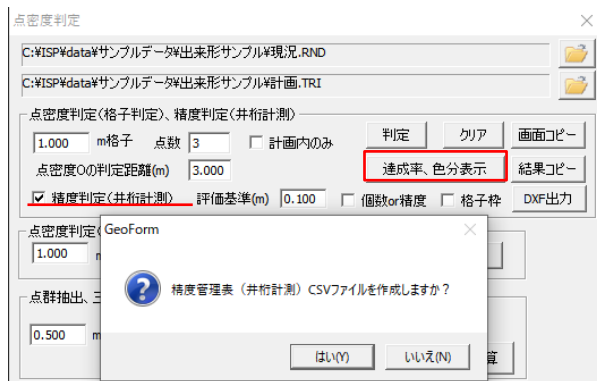 点密度判定
C:¥ISP¥data¥サンプルデータ¥出来形サンプル¥現況.RND
C:¥ISP¥data¥サンプルデータ¥出来形サンプル¥計画.TRI
点密度判定(格子判定)、精度判定(井桁計測)
1.000 m格子 点数 3 計画内のみ 判定 クリア 画面コピー
点密度0の判定距離(m) 3.000 達成率、色分表示 結果コピー
精度判定(井桁計測) 評価基準(m) 0.100 個数or精度 格子枠 DXF出力
点密度判定(
GeoForm
1.000
精度管理表（井桁計測）CSVファイルを作成しますか？
点群抽出、三
0.500 m
はい(Y) いいえ(N) 算